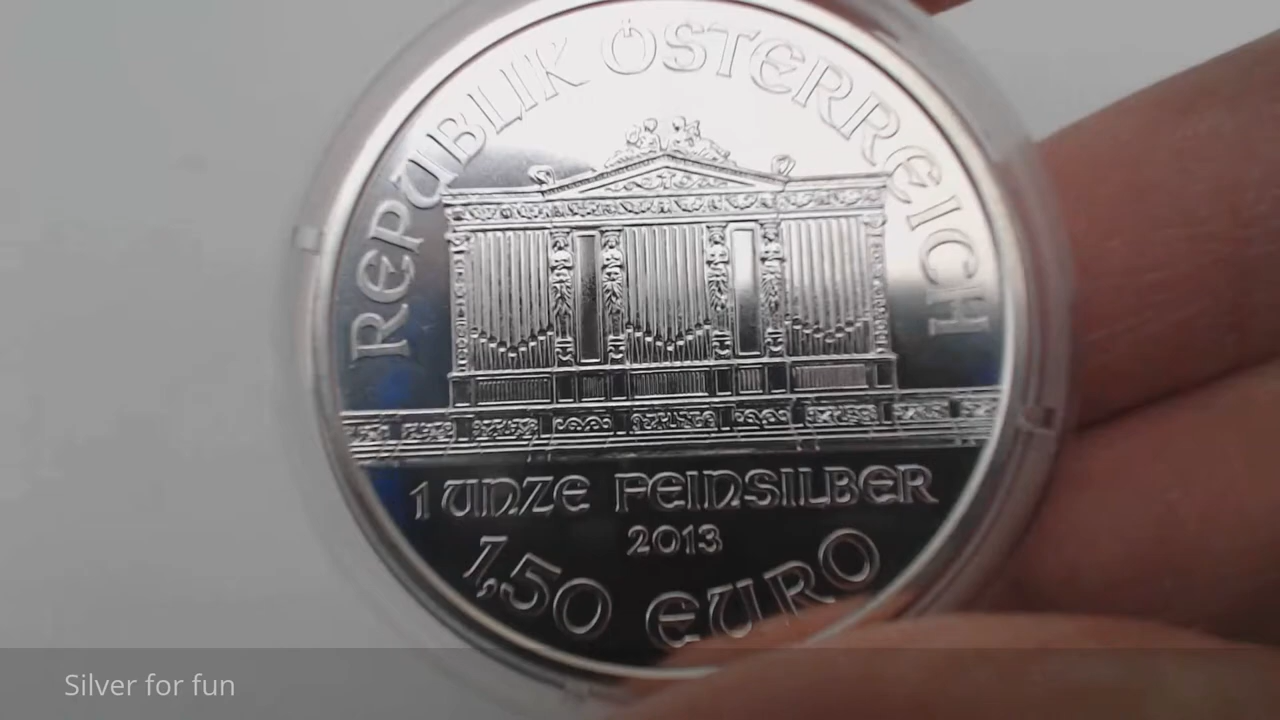 REPUBLIK ÖSTERREICH
1 UNZE FEINSILBER
2013
1,50 EURO
Silver for fun